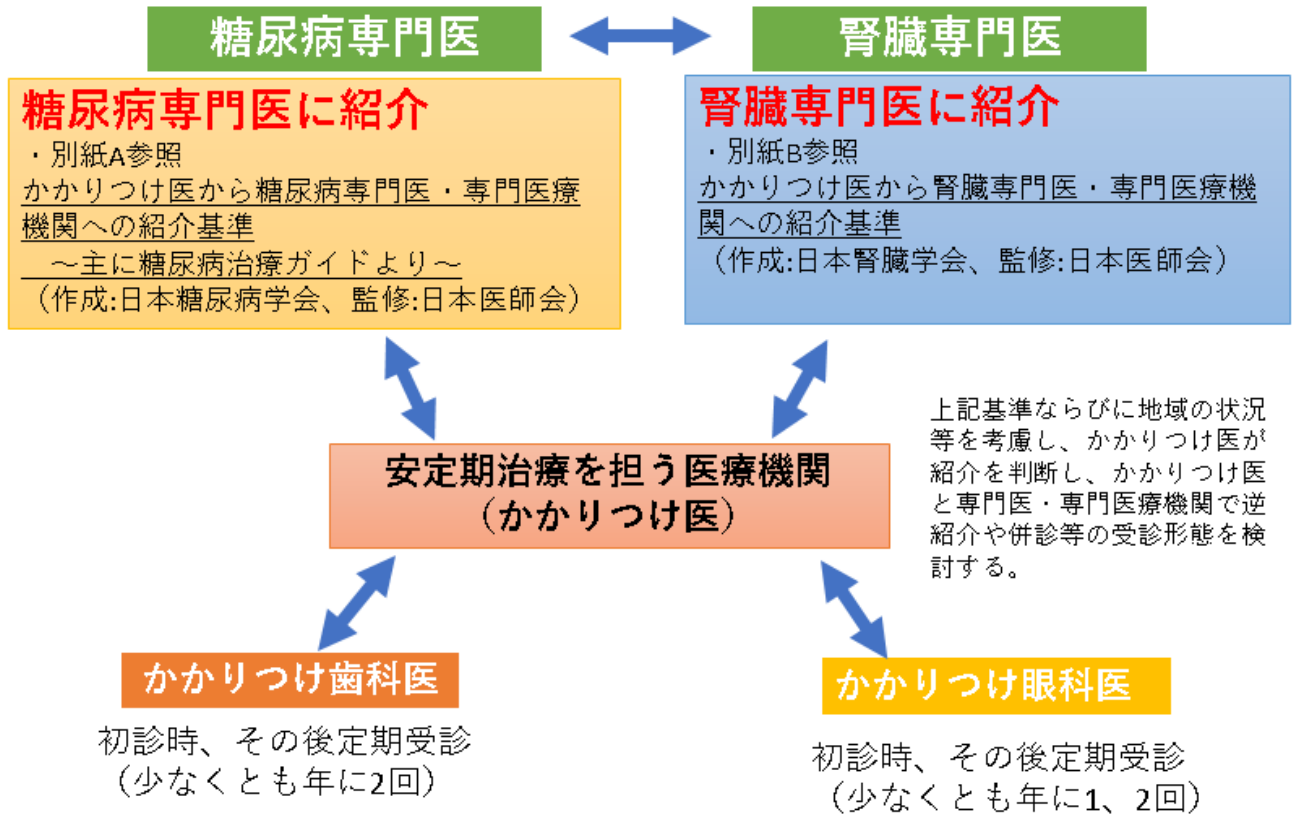 糖尿病専門医
腎臓専門医
糖尿病専門医に紹介
・別紙A参照
かかりつけ医から糖尿病専門医・専門医療
機関への紹介基準
～主に糖尿病治療ガイドより～
（作成:日本糖尿病学会、監修:日本医師会）
腎臓専門医に紹介
・別紙B参照
かかりつけ医から腎臓専門医・専門医療機
関への紹介基準
（作成:日本腎臓学会、監修:日本医師会）
上記基準ならびに地域の状況
等を考慮し、かかりつけ医が
紹介を判断し、かかりつけ医
と専門医・専門医療機関で逆
紹介や併診等の受診形態を検
討する。
安定期治療を担う医療機関
（かかりつけ医）
かかりつけ歯科医
初診時、その後定期受診
（少なくとも年に2回）
かかりつけ眼科医
初診時、その後定期受診
（少なくとも年に1、2回）